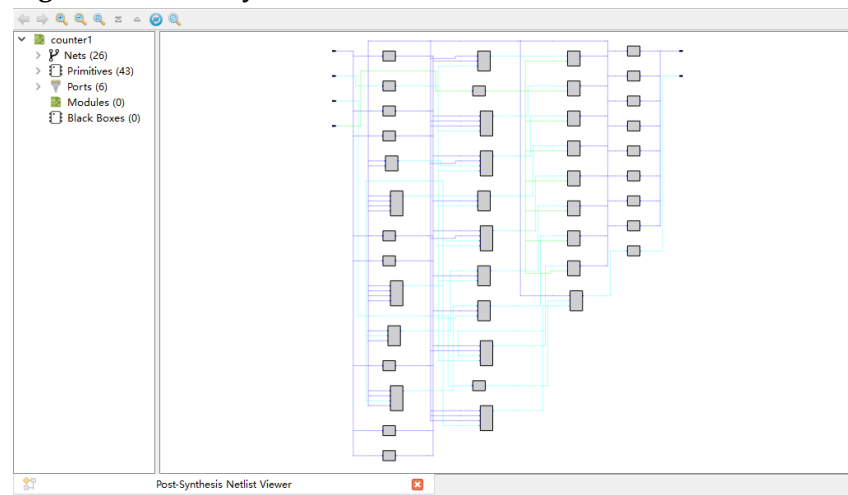 counter1
Nets (26)
Primitives (43)
Ports (6)
Modules (0)
Black Boxes (0)
Post-Synthesis Netlist Viewer